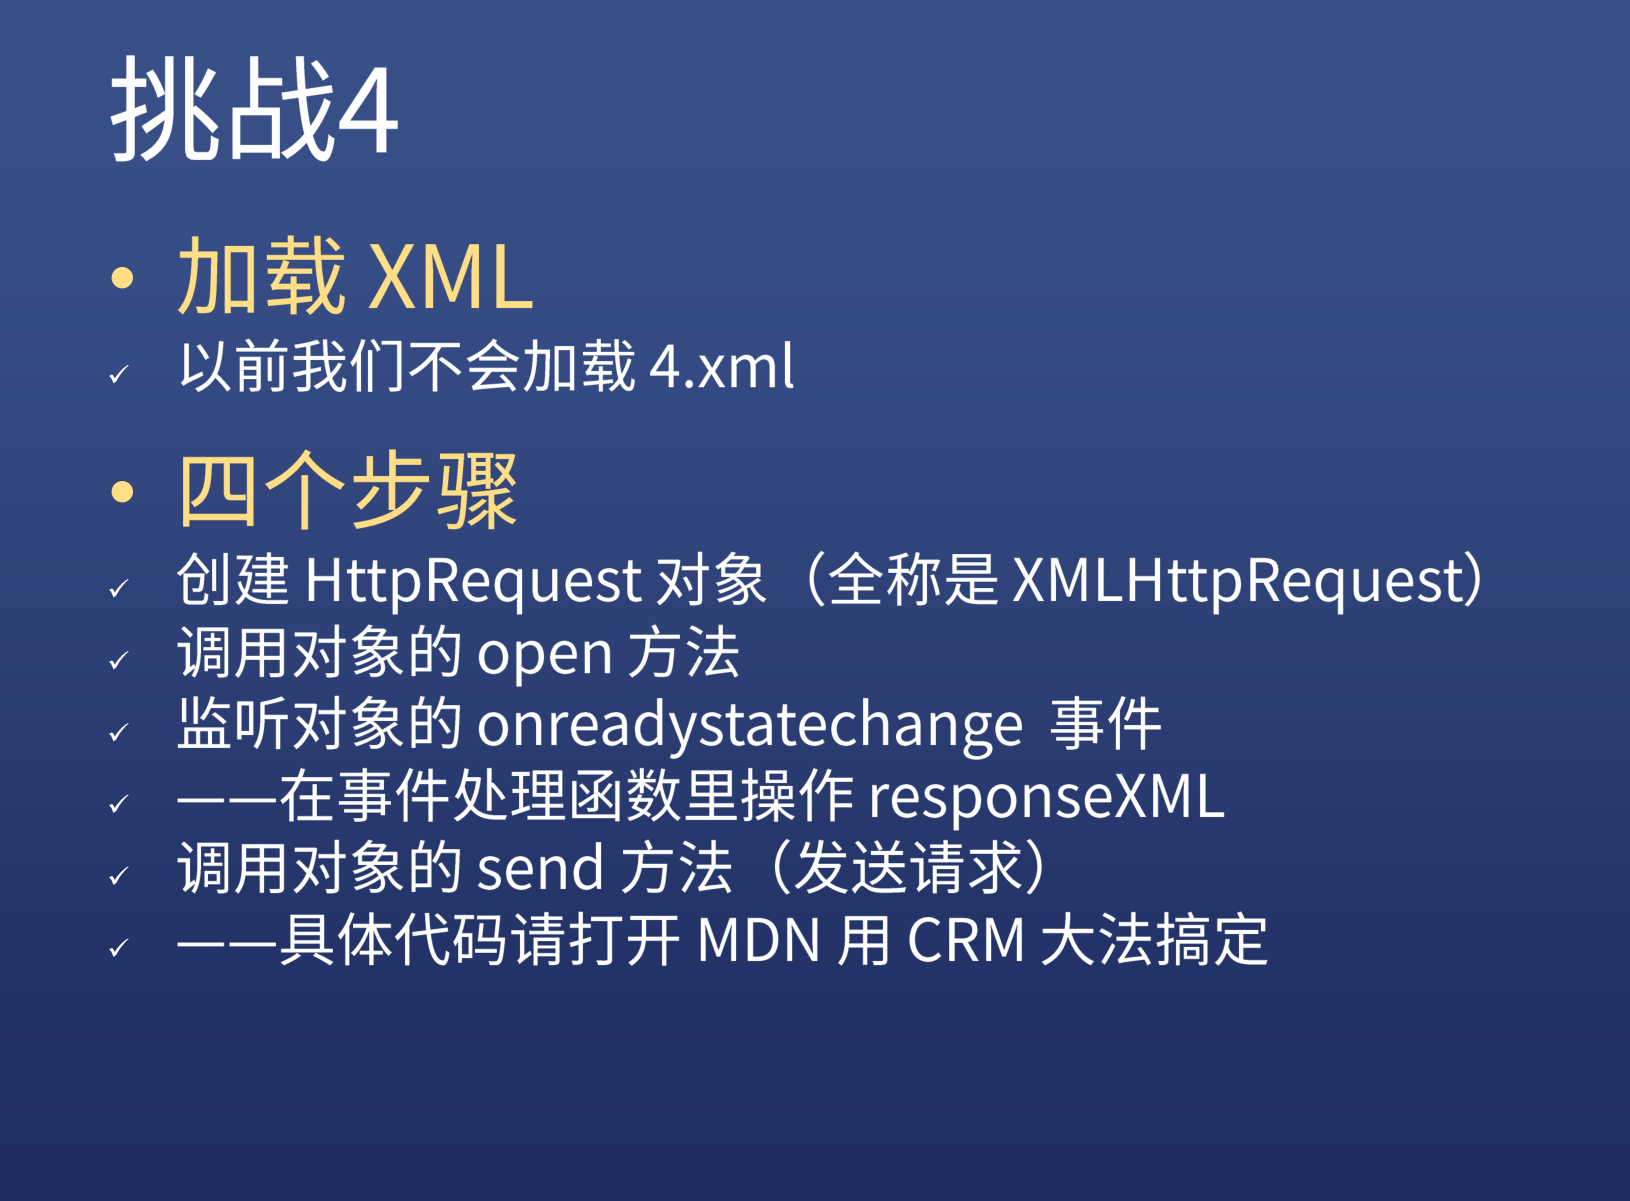 挑战4
• 加载 XML
✓ 以前我们不会加载 4.xml
• 四个步骤
✓ 创建 HttpRequest 对象（全称是 XMLHttpRequest）
✓ 调用对象的 open 方法
✓ 监听对象的 onreadystatechange 事件
✓ ——在事件处理函数里操作 responseXML
✓ 调用对象的 send 方法（发送请求）
✓ ——具体代码请打开 MDN 用 CRM 大法搞定